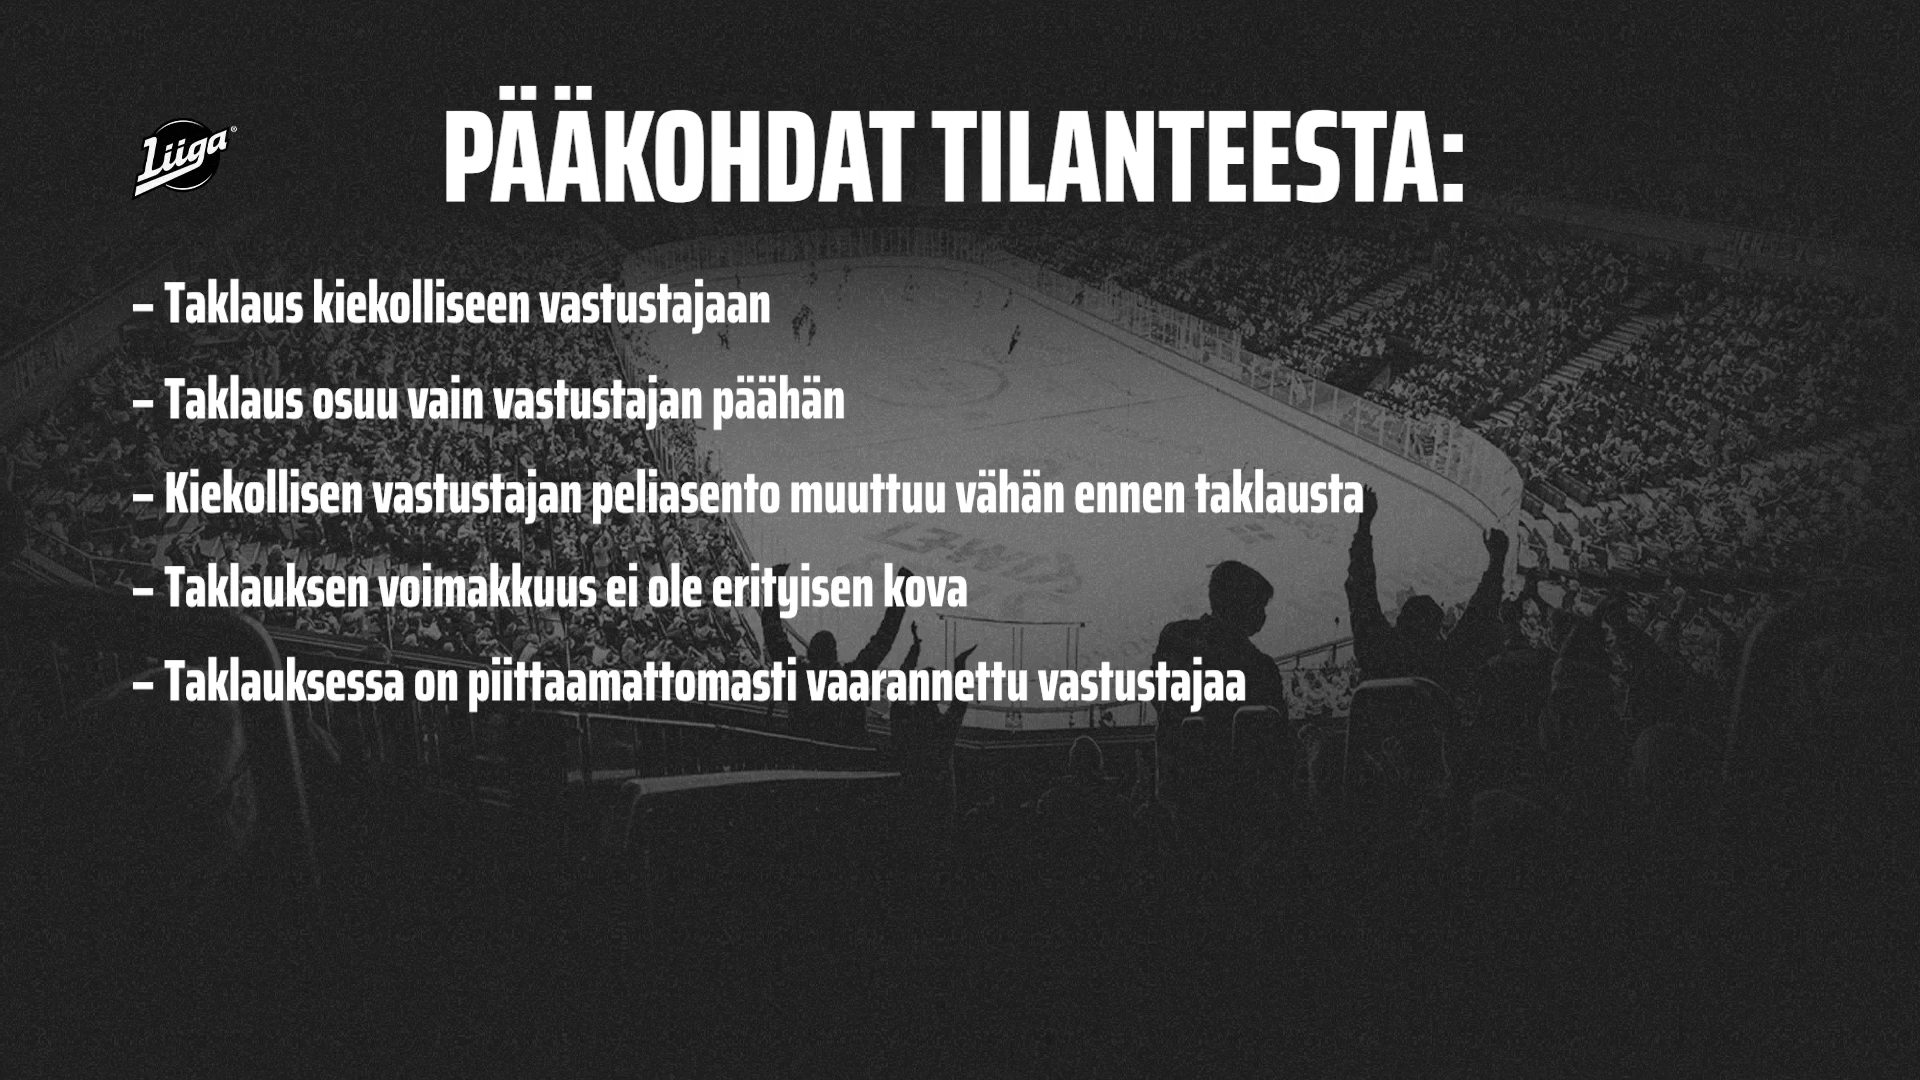 Liiga®
PÄÄKOHDAT TILANTEESTA:
– Taklaus kiekolliseen vastustajaan
– Taklaus osuu vain vastustajan päähän
– Kiekollisen vastustajan peliasento muuttuu vähän ennen taklausta
– Taklauksen voimakkuus ei ole erityisen kova
– Taklauksessa on piittaamattomasti vaarannettu vastustajaa